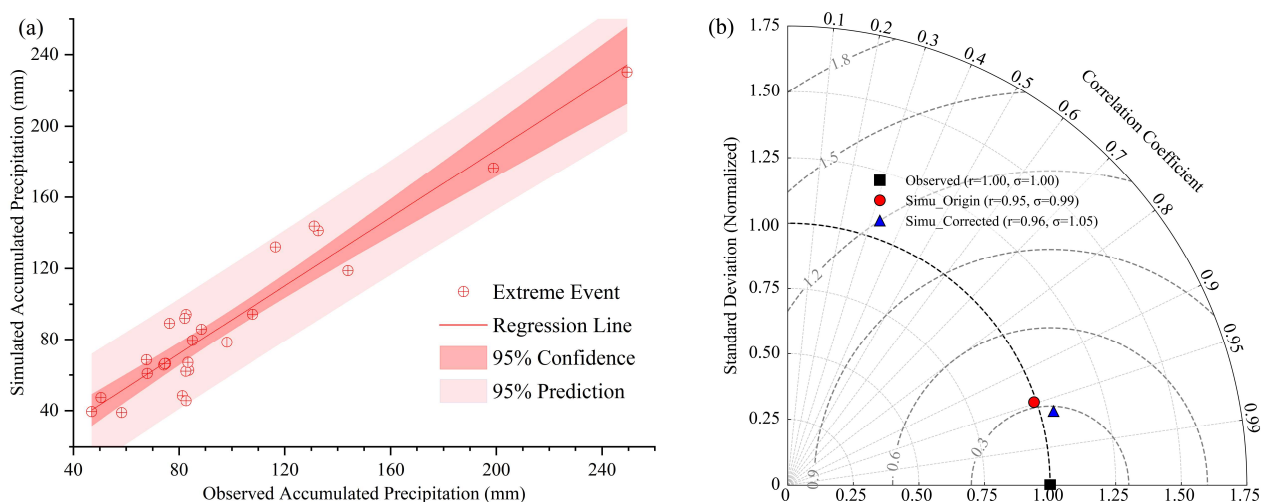 (a)
Simulated Accumulated Precipitation (mm)
240
200
160
120
80
40
40 80 120 160 200 240
Observed Accumulated Precipitation (mm)
Extreme Event
Regression Line
95% Confidence
95% Prediction
(b)
Standard Deviation (Normalized)
1.75
1.50
1.25
1.00
0.75
0.50
0.25
0
0 0.25 0.50 0.75 1.00 1.25 1.50 1.75
0.1
0.2
0.3
0.4
0.5
0.6
0.7
0.8
0.9
0.95
0.99
Correlation Coefficient
Observed (r=1.00, σ=1.00)
Simu_Origin (r=0.95, σ=0.99)
Simu_Corrected (r=0.96, σ=1.05)
1.8
1.5
1.2
0.9
0.6
0.3